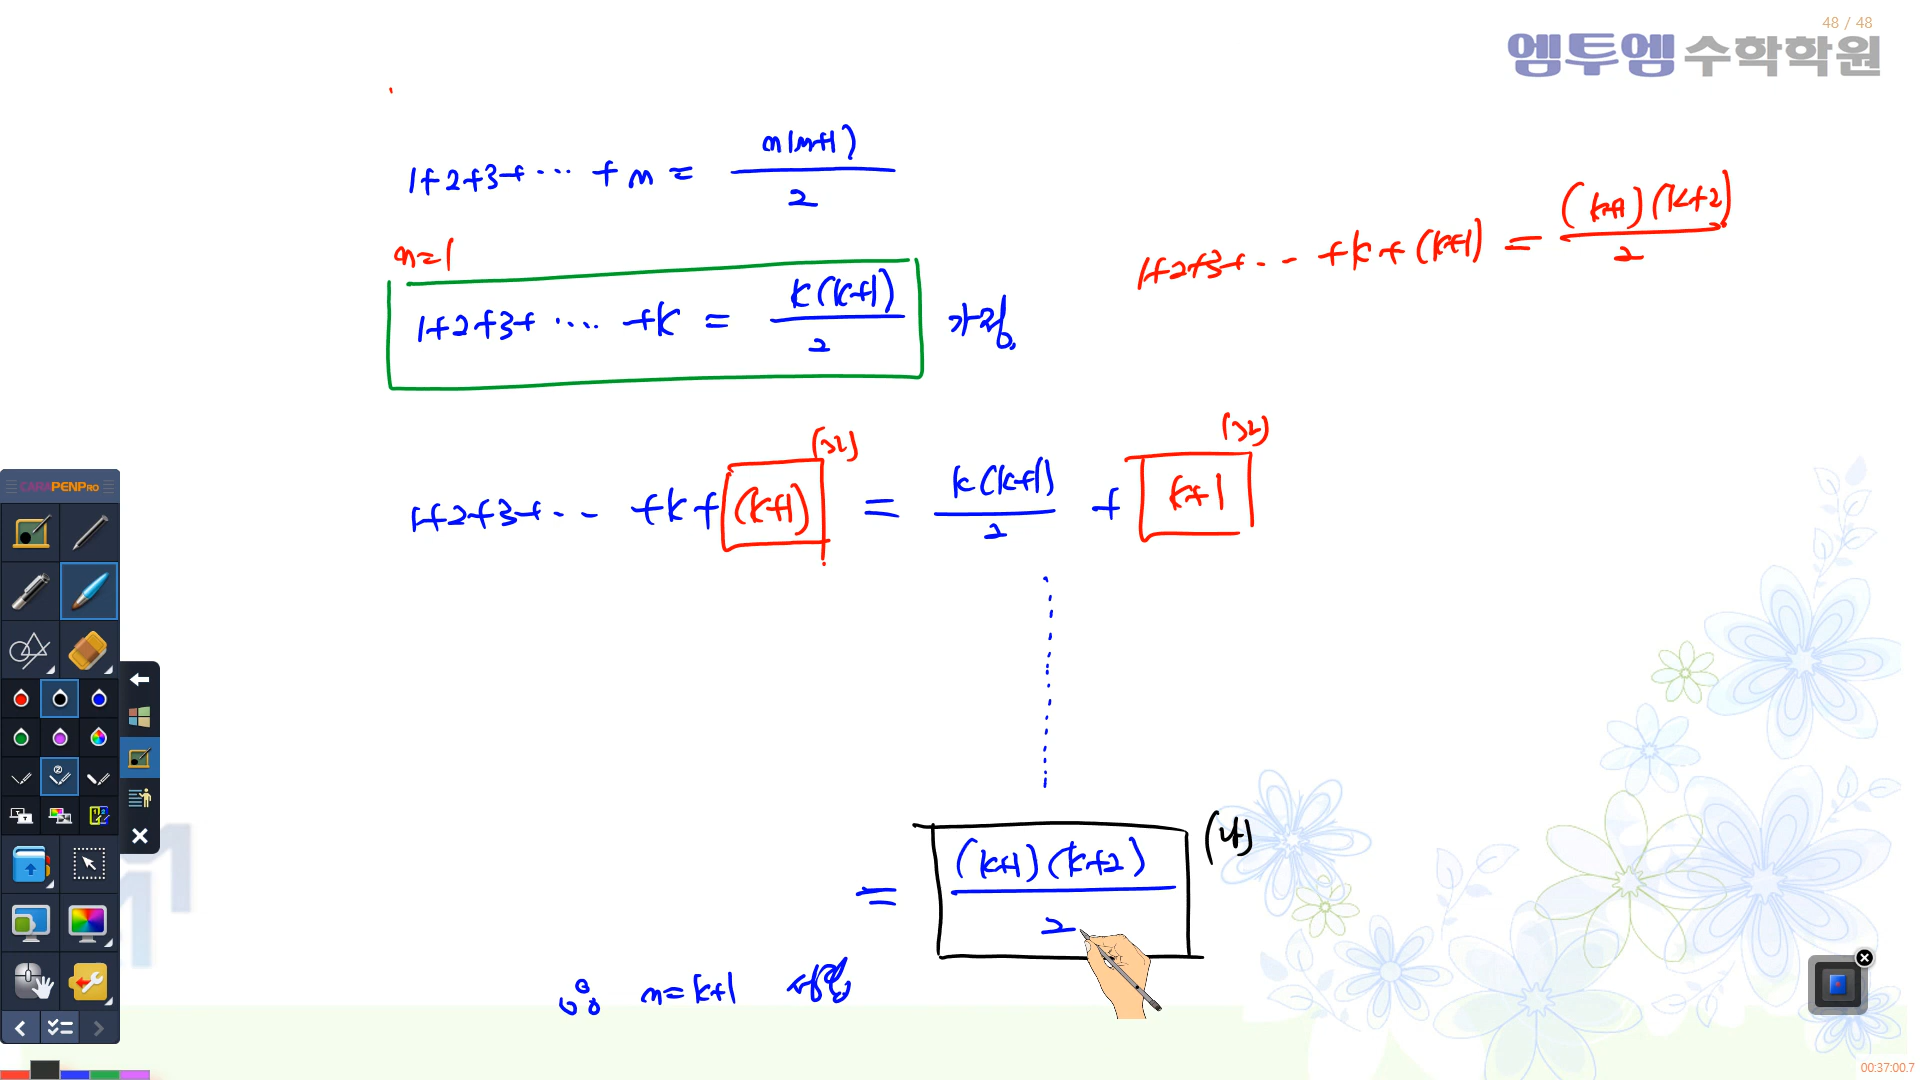 48 / 48
엠투엠 수학학원
1+2+3+ ... + n = n(n+1) / 2
n=1
1+2+3+ .... +k = k(k+1) / 2 가정
1+2+3+ .. .. +k+(k+1) = (k+1)(k+2) / 2
(가) (가)
1+2+3+ .. .. +k+(k+1) = k(k+1) / 2 + k+1
= (k+1)(k+2) / 2 (나)
∴ n=k+1 성립
CARAPENPRO
00:37:00.7